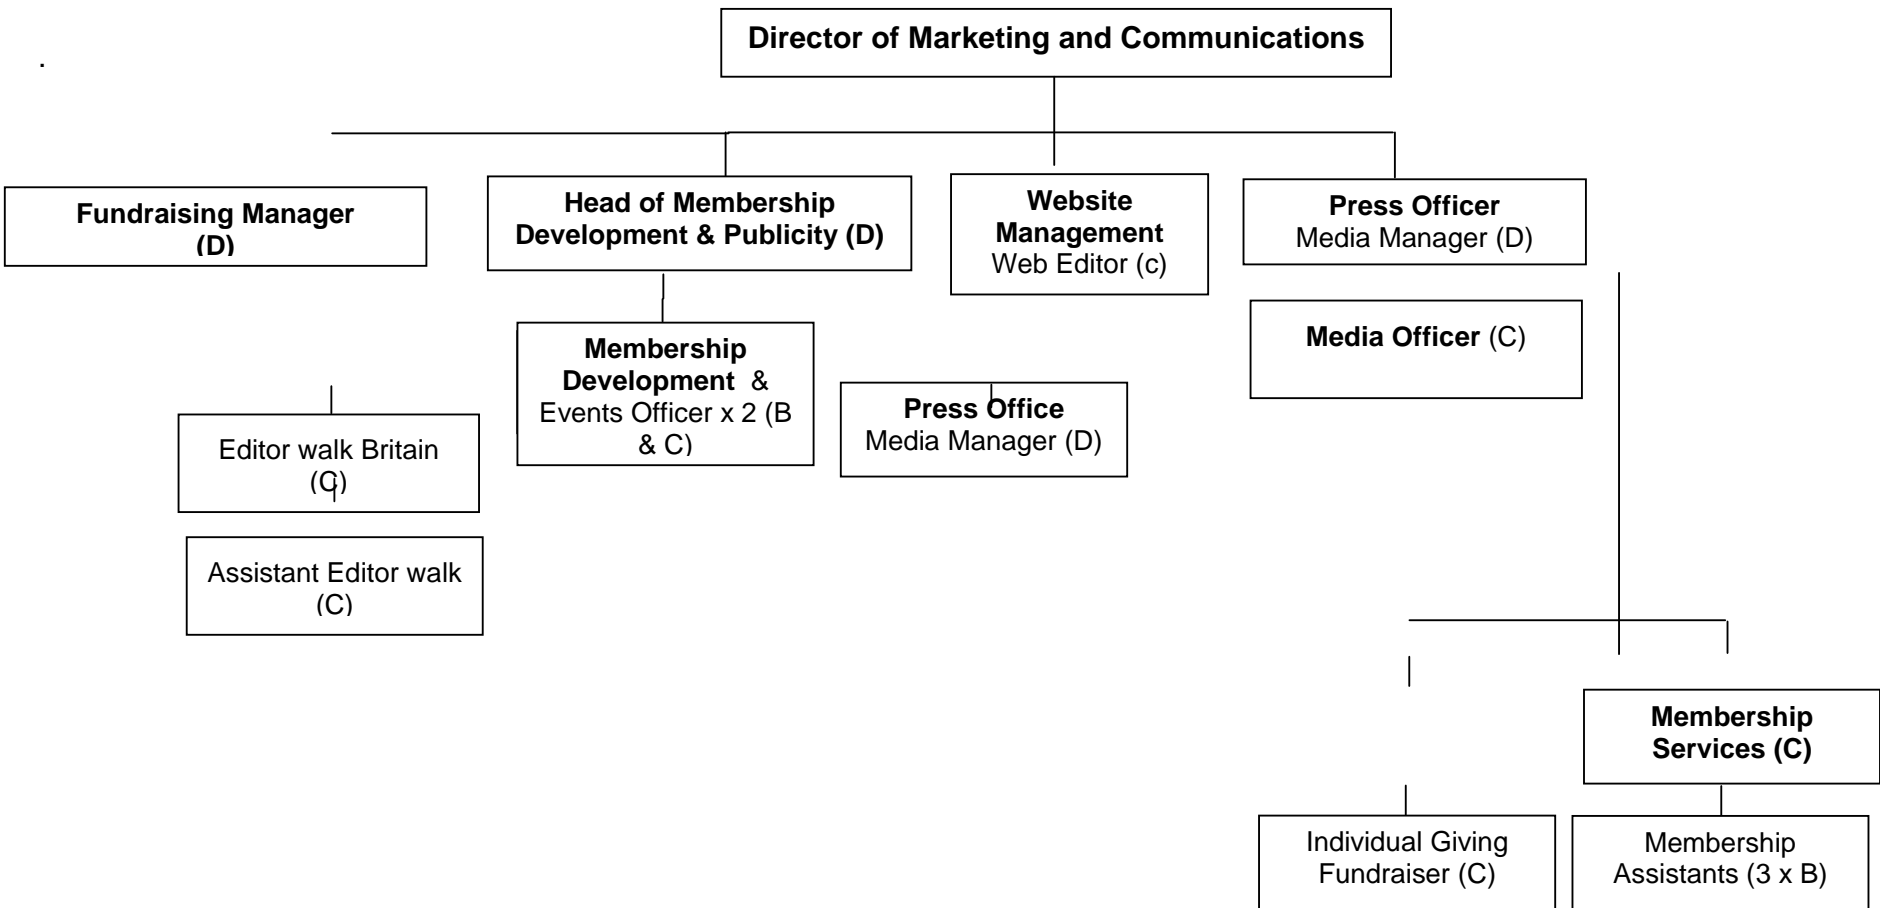 Director of Marketing and Communications
.
Fundraising Manager
(D)
Head of Membership
Development & Publicity (D)
Website
Management
Web Editor (c)
Press Officer
Media Manager (D)
Media Officer (C)
Membership
Development &
Events Officer x 2 (B
& C)
Press Office
Media Manager (D)
Editor walk Britain
(C)
Assistant Editor walk
(C)
Membership
Services (C)
Individual Giving
Fundraiser (C)
Membership
Assistants (3 x B)